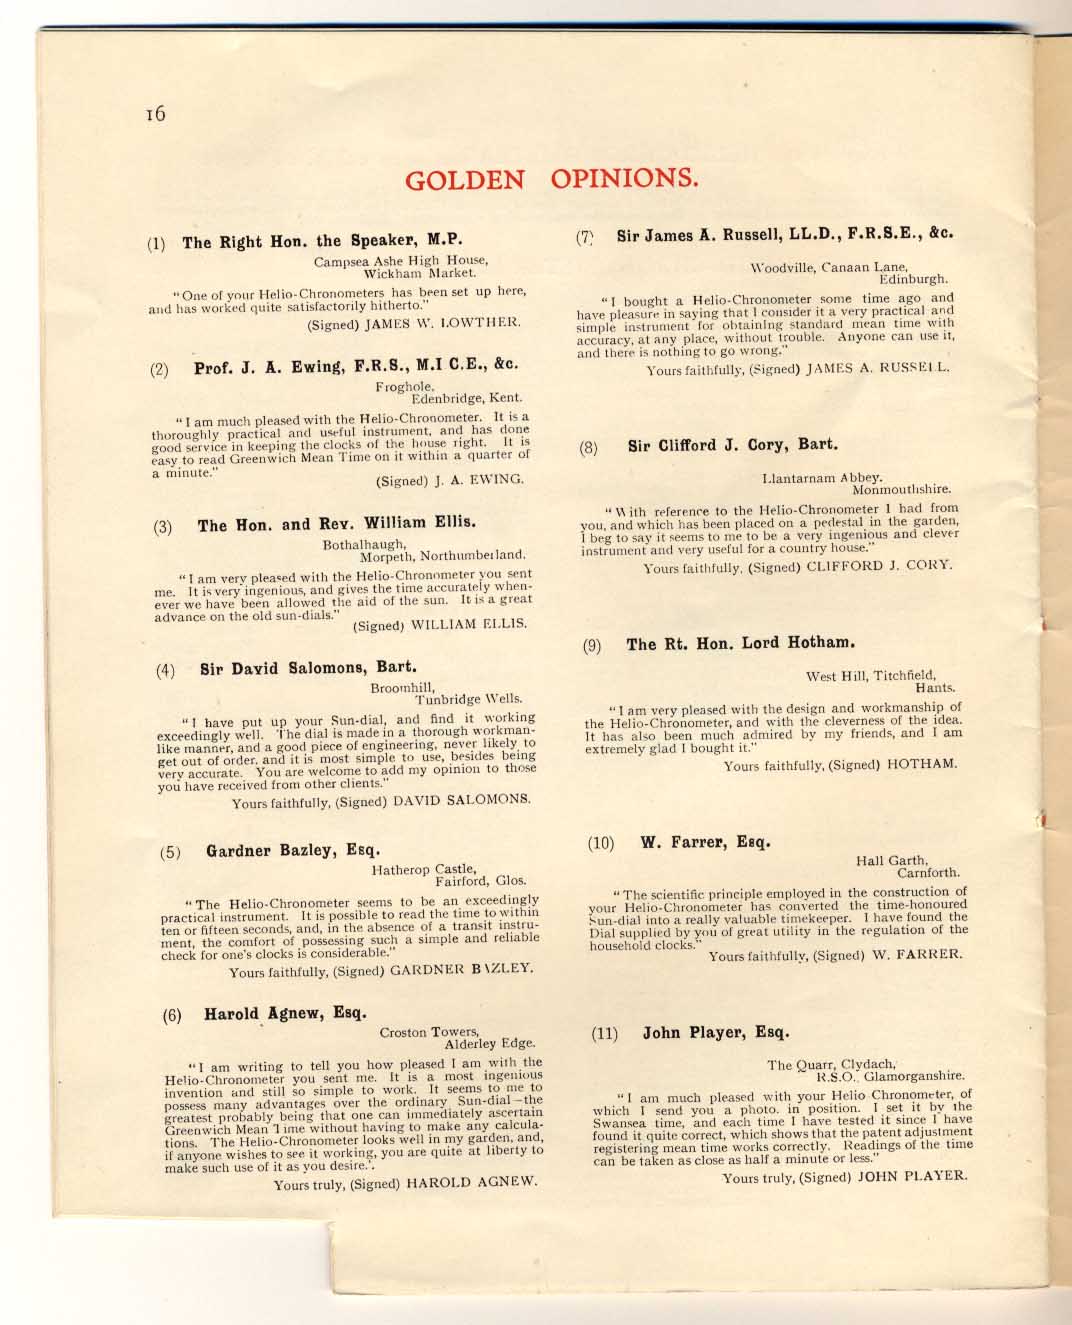 16
GOLDEN OPINIONS.
(1) The Right Hon. the Speaker, M.P.
Campsea Ashe High House,
Wickham Market.
"One of your Helio-Chronometers has been set up here,
and has worked quite satisfactorily hitherto."
(Signed) JAMES W. LOWTHER.
(2) Prof. J. A. Ewing, F.R.S., M.I C.E., &c.
Froghole,
Edenbridge, Kent.
"I am much pleased with the Helio-Chronometer. It is a
thoroughly practical and useful instrument, and has done
good service in keeping the clocks of the house right. It is
easy to read Greenwich Mean Time on it within a quarter of
a minute."
(Signed) J. A. EWING.
(3) The Hon. and Rev. William Ellis.
Bothalhaugh,
Morpeth, Northumberland.
"I am very pleased with the Helio-Chronometer you sent
me. It is very ingenious, and gives the time accurately when-
ever we have been allowed the aid of the sun. It is a great
advance on the old sun-dials."
(Signed) WILLIAM ELLIS.
(4) Sir David Salomons, Bart.
Broomhill,
Tunbridge Wells.
"I have put up your Sun-dial, and find it working
exceedingly well. The dial is made in a thorough workman-
like manner, and a good piece of engineering, never likely to
get out of order, and it is most simple to use, besides being
very accurate. You are welcome to add my opinion to those
you have received from other clients."
Yours faithfully, (Signed) DAVID SALOMONS.
(5) Gardner Bazley, Esq.
Hatherop Castle,
Fairford, Glos.
"The Helio-Chronometer seems to be an exceedingly
practical instrument. It is possible to read the time to within
ten or fifteen seconds, and, in the absence of a transit instru-
ment, the comfort of possessing such a simple and reliable
check for one's clocks is considerable."
Yours faithfully, (Signed) GARDNER BAZLEY.
(6) Harold Agnew, Esq.
Croston Towers,
Alderley Edge.
"I am writing to tell you how pleased I am with the
Helio-Chronometer you sent me. It is a most ingenious
invention and still so simple to work. It seems to me to
possess many advantages over the ordinary Sun-dial—the
greatest probably being that one can immediately ascertain
Greenwich Mean Time without having to make any calcula-
tions. The Helio-Chronometer looks well in my garden, and,
if anyone wishes to see it working, you are quite at liberty to
make such use of it as you desire.".
Yours truly, (Signed) HAROLD AGNEW.
(7) Sir James A. Russell, LL.D., F.R.S.E., &c.
Woodville, Canaan Lane,
Edinburgh.
"I bought a Helio-Chronometer some time ago and
have pleasure in saying that I consider it a very practical and
simple instrument for obtaining standard mean time with
accuracy, at any place, without trouble. Anyone can use it,
and there is nothing to go wrong."
Yours faithfully, (Signed) JAMES A. RUSSELL.
(8) Sir Clifford J. Cory, Bart.
Llantarnam Abbey.
Monmouthshire.
"With reference to the Helio-Chronometer I had from
you, and which has been placed on a pedestal in the garden,
I beg to say it seems to me to be a very ingenious and clever
instrument and very useful for a country house."
Yours faithfully, (Signed) CLIFFORD J. CORY.
(9) The Rt. Hon. Lord Hotham.
West Hill, Titchfield,
Hants.
"I am very pleased with the design and workmanship of
the Helio-Chronometer, and with the cleverness of the idea.
It has also been much admired by my friends, and I am
extremely glad I bought it."
Yours faithfully, (Signed) HOTHAM.
(10) W. Farrer, Esq.
Hall Garth,
Carnforth.
"The scientific principle employed in the construction of
your Helio-Chronometer has converted the time-honoured
Sun-dial into a really valuable timekeeper. I have found the
Dial supplied by you of great utility in the regulation of the
household clocks."
Yours faithfully, (Signed) W. FARRER.
(11) John Player, Esq.
The Quarr, Clydach,
R.S.O., Glamorganshire.
"I am much pleased with your Helio Chronometer, of
which I send you a photo. in position. I set it by the
Swansea time, and each time I have tested it since I have
found it quite correct, which shows that the patent adjustment
registering mean time works correctly. Readings of the time
can be taken as close as half a minute or less."
Yours truly, (Signed) JOHN PLAYER.